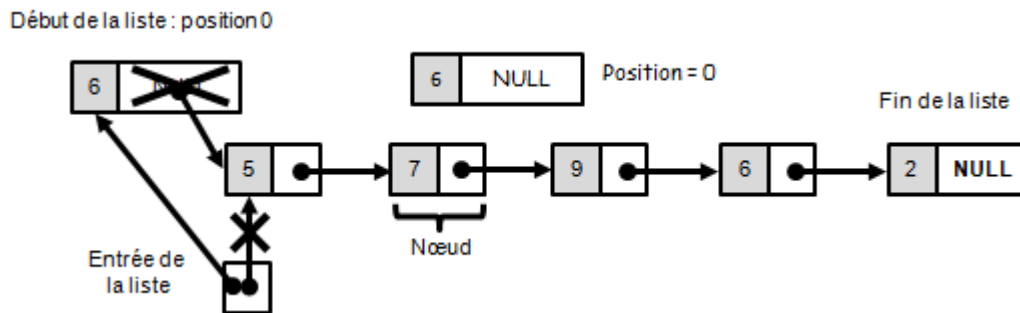 Début de la liste : position 0
6 NULL Position = 0
6
Fin de la liste
5 7 9 6 2 NULL
Nœud
Entrée de
la liste